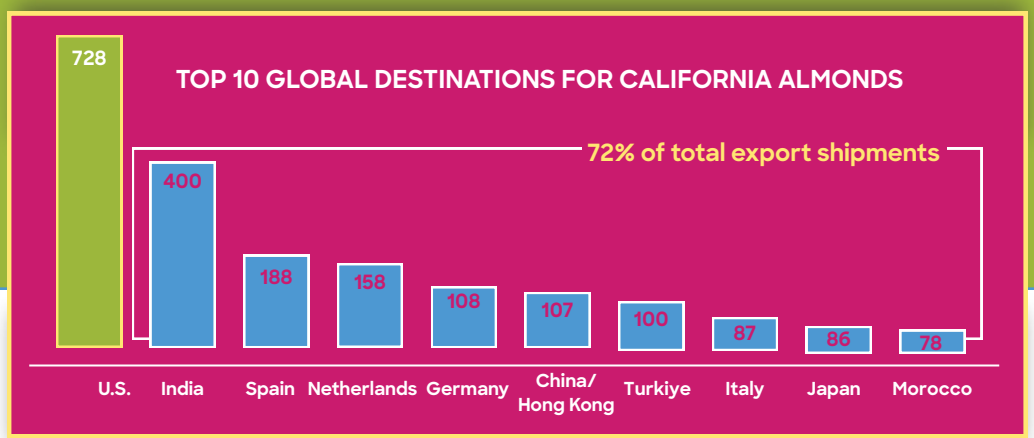 728
TOP 10 GLOBAL DESTINATIONS FOR CALIFORNIA ALMONDS
72% of total export shipments
400
188
158
108
107
100
87
86
78
U.S.
India
Spain
Netherlands
Germany
China/
Hong Kong
Turkiye
Italy
Japan
Morocco